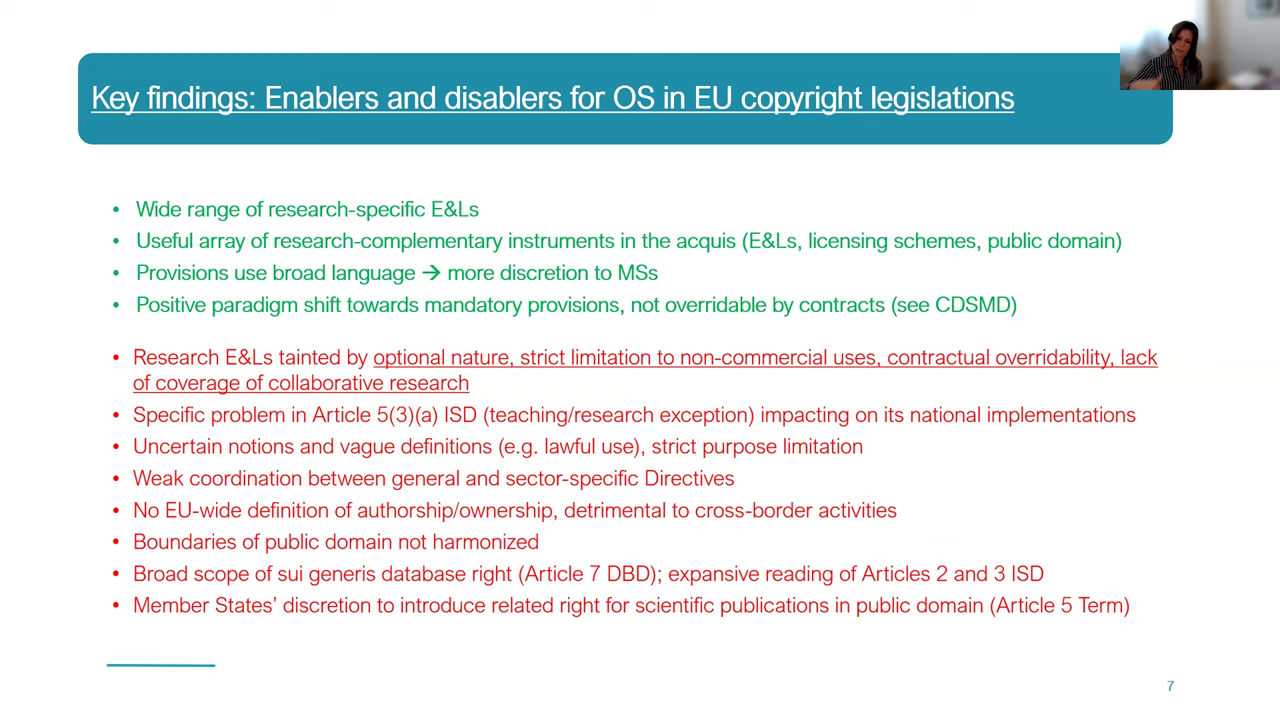 Key findings: Enablers and disablers for OS in EU copyright legislations
• Wide range of research-specific E&Ls
• Useful array of research-complementary instruments in the acquis (E&Ls, licensing schemes, public domain)
• Provisions use broad language → more discretion to MSs
• Positive paradigm shift towards mandatory provisions, not overridable by contracts (see CDSMD)
• Research E&Ls tainted by optional nature, strict limitation to non-commercial uses, contractual overridability, lack
of coverage of collaborative research
• Specific problem in Article 5(3)(a) ISD (teaching/research exception) impacting on its national implementations
• Uncertain notions and vague definitions (e.g. lawful use), strict purpose limitation
• Weak coordination between general and sector-specific Directives
• No EU-wide definition of authorship/ownership, detrimental to cross-border activities
• Boundaries of public domain not harmonized
• Broad scope of sui generis database right (Article 7 DBD); expansive reading of Articles 2 and 3 ISD
• Member States’ discretion to introduce related right for scientific publications in public domain (Article 5 Term)
7